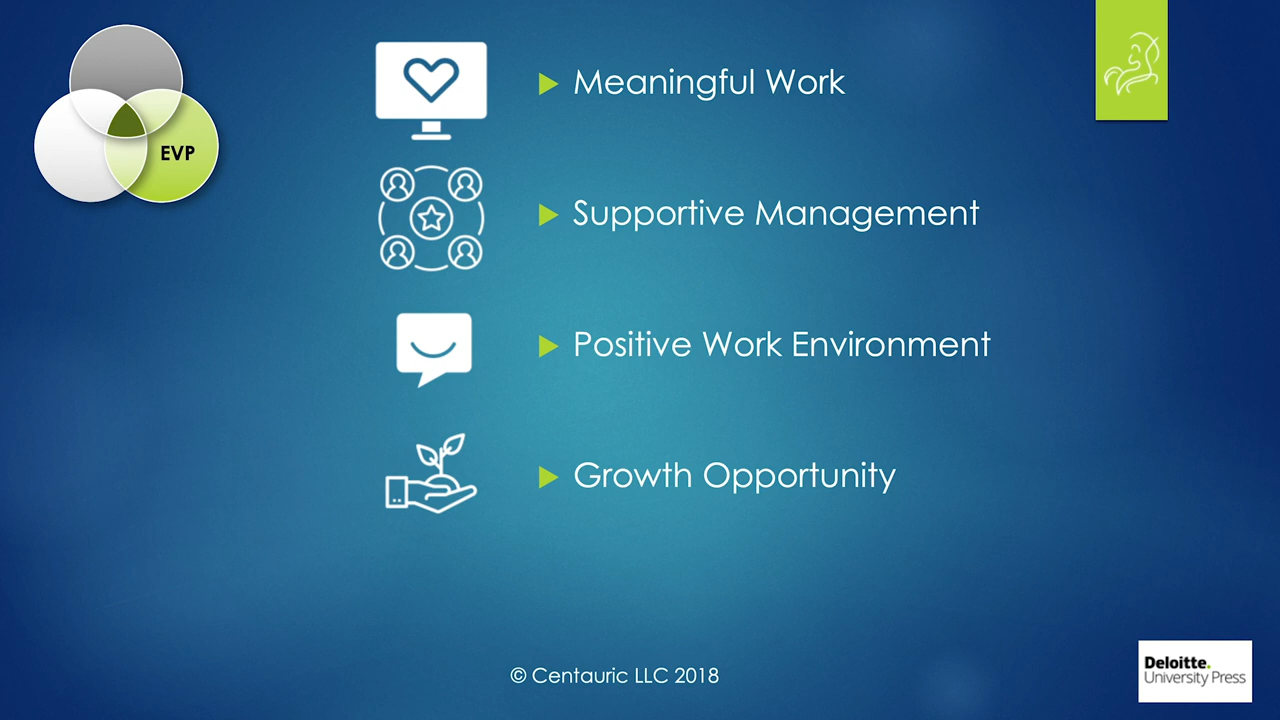 EVP
Meaningful Work
Supportive Management
Positive Work Environment
Growth Opportunity
© Centauric LLC 2018
Deloitte.
University Press